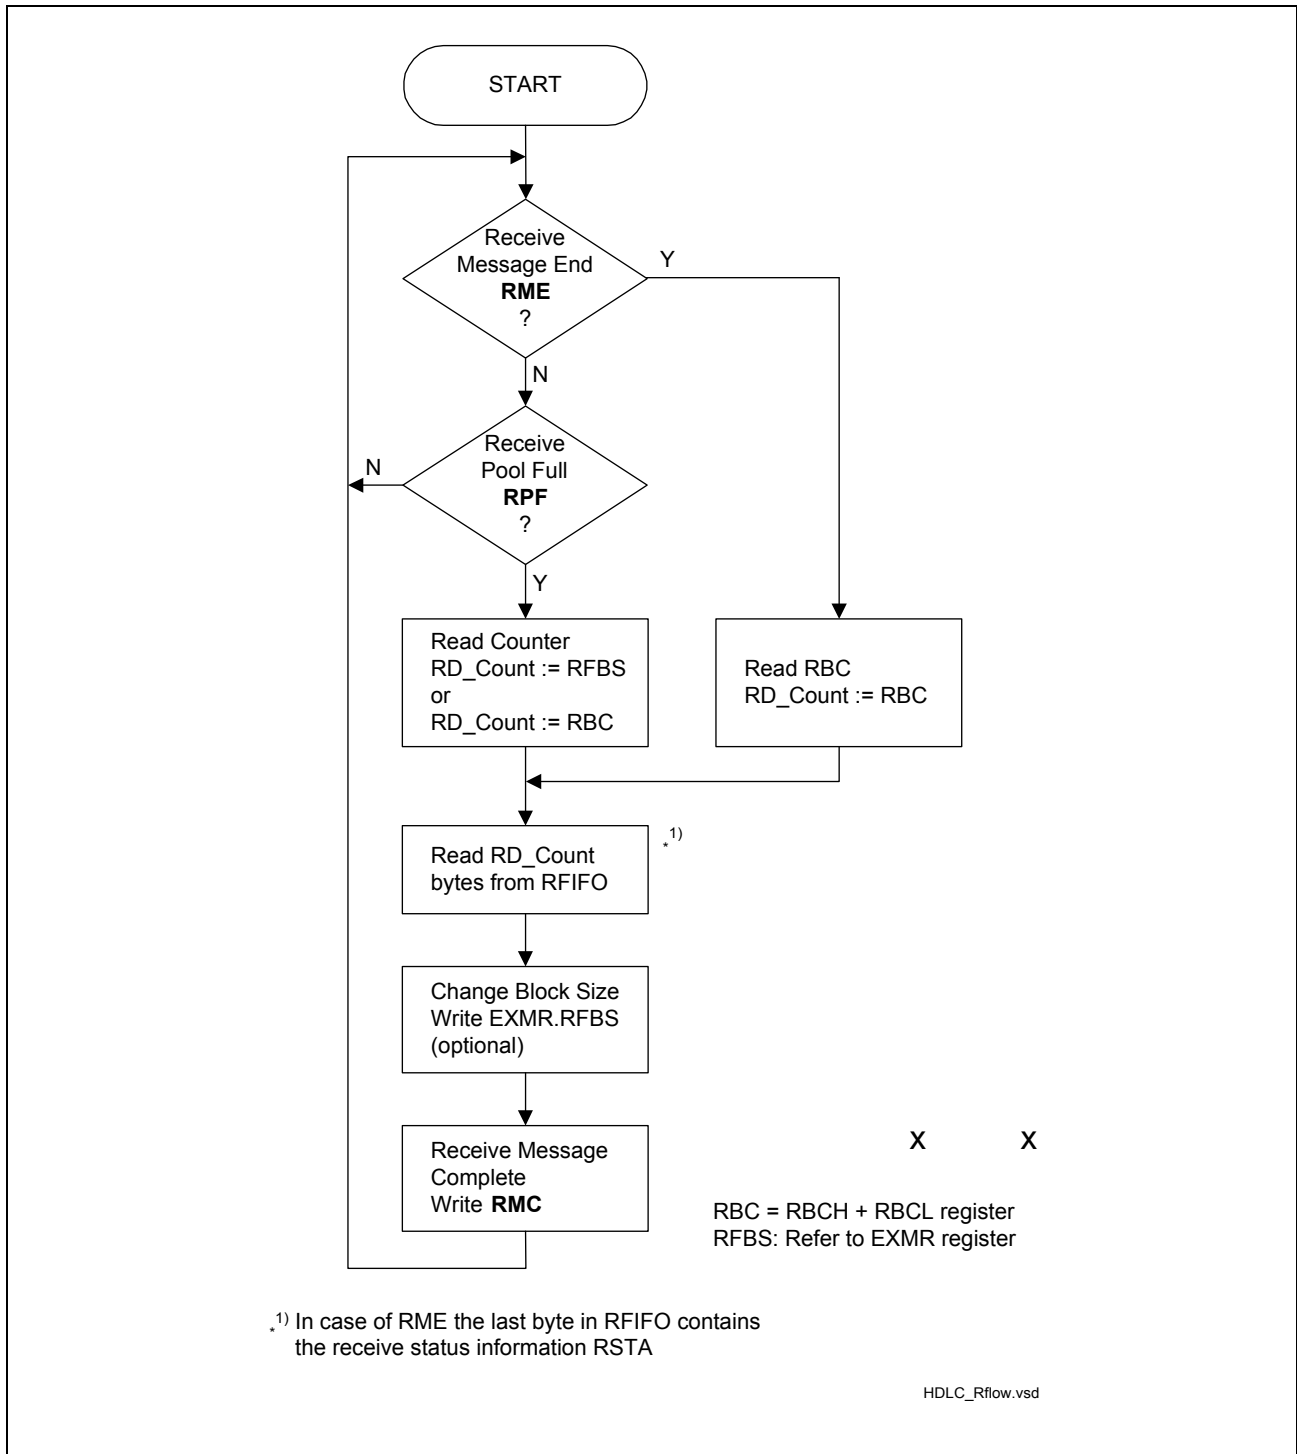 START
Receive
Message End
RME
?
Y
N
Receive
Pool Full
RPF
?
N
Y
Read Counter
RD_Count := RFBS
or
RD_Count := RBC
Read RBC
RD_Count := RBC
Read RD_Count
bytes from RFIFO
*1)
Change Block Size
Write EXMR.RFBS
(optional)
Receive Message
Complete
Write RMC
x x
RBC = RBCH + RBCL register
RFBS: Refer to EXMR register
*1) In case of RME the last byte in RFIFO contains
the receive status information RSTA
HDLC_Rflow.vsd